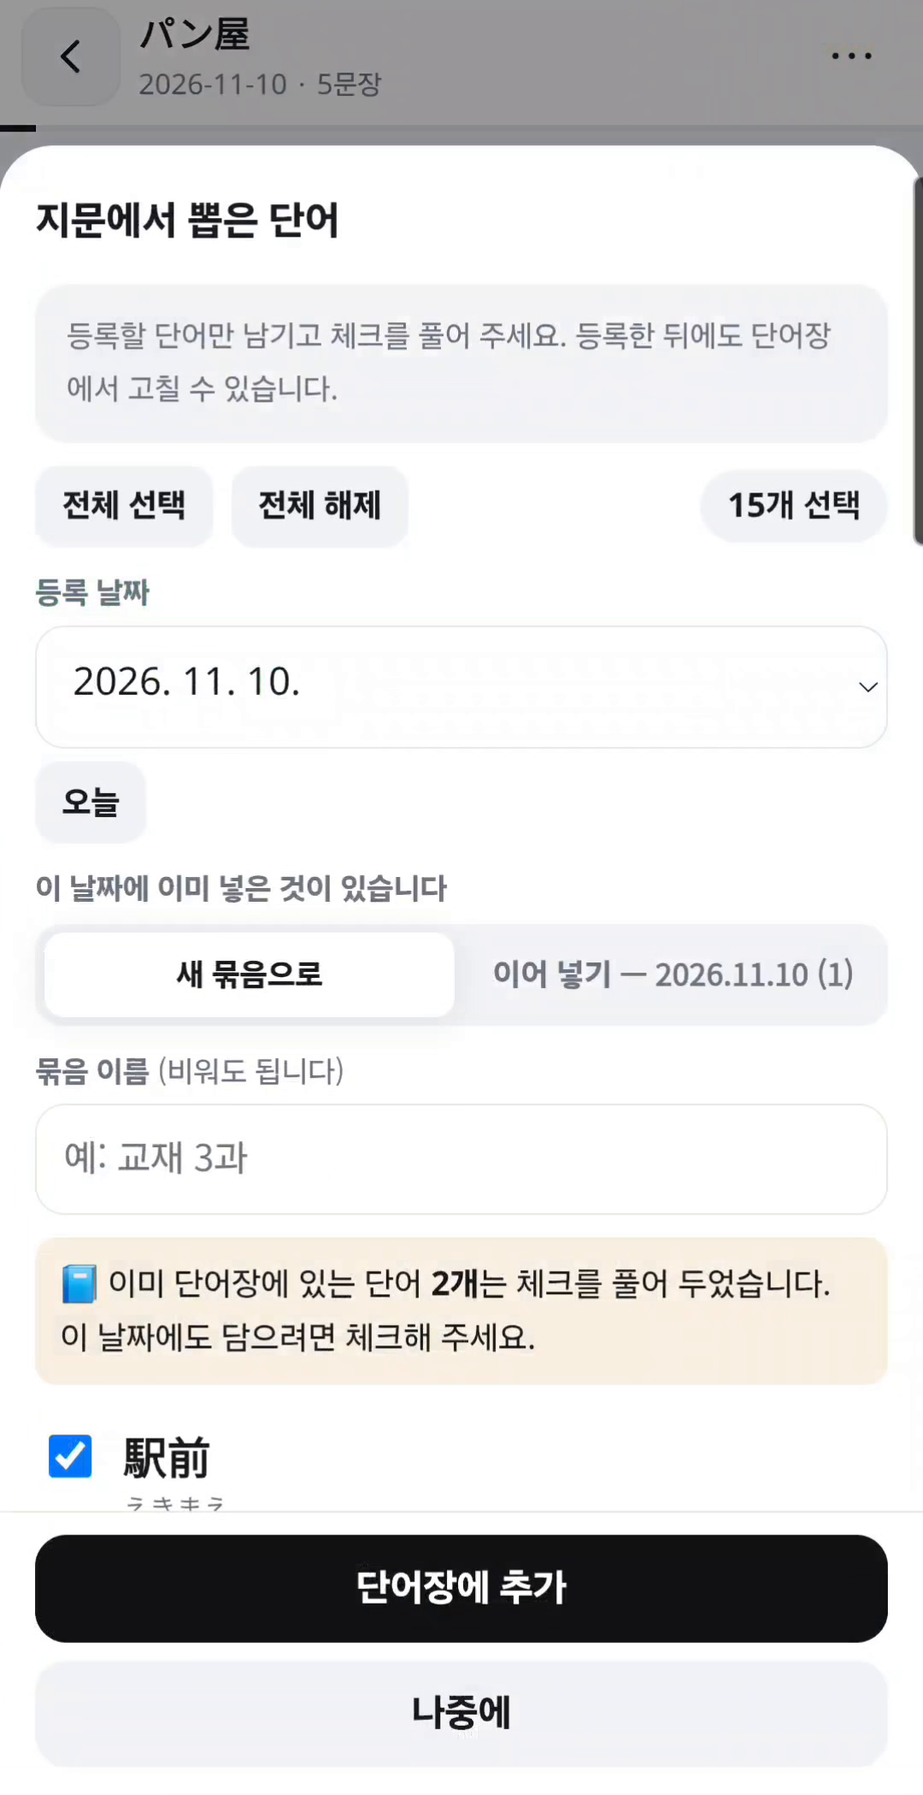 パン屋
2026-11-10 · 5문장
지문에서 뽑은 단어
등록할 단어만 남기고 체크를 풀어 주세요. 등록한 뒤에도 단어장
에서 고칠 수 있습니다.
전체 선택 전체 해제 15개 선택
등록 날짜
2026. 11. 10.
오늘
이 날짜에 이미 넣은 것이 있습니다
새 묶음으로 이어 넣기 — 2026.11.10 (1)
묶음 이름 (비워도 됩니다)
예: 교재 3과
📘 이미 단어장에 있는 단어 2개는 체크를 풀어 두었습니다.
이 날짜에도 담으려면 체크해 주세요.
駅前
えきまえ
단어장에 추가
나중에